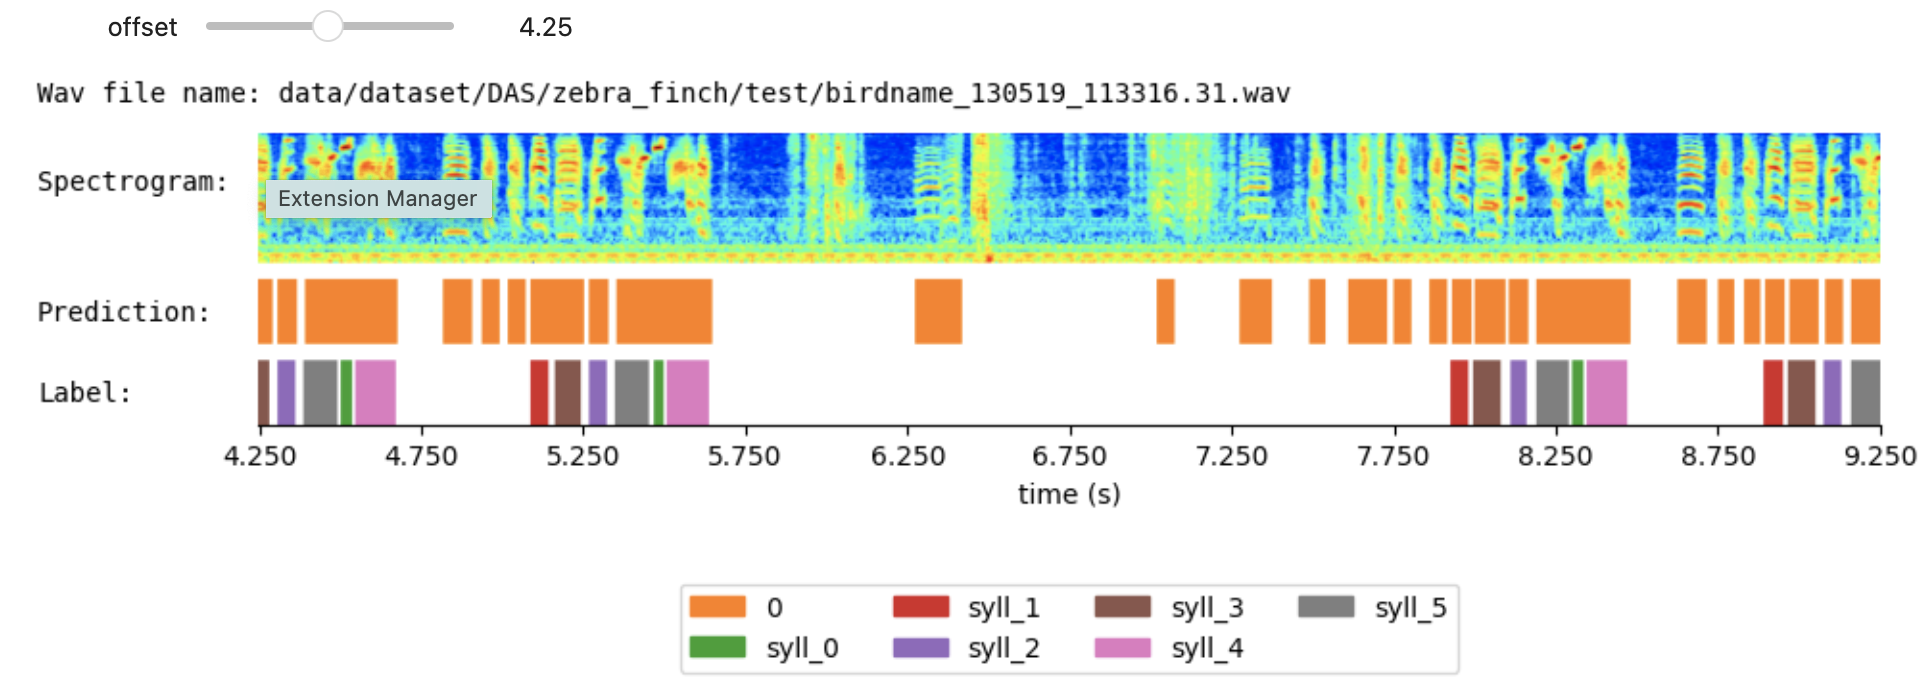 offset 4.25
Wav file name: data/dataset/DAS/zebra_finch/test/birdname_130519_113316.31.wav
Spectrogram:
Extension Manager
Prediction:
Label:
4.250 4.750 5.250 5.750 6.250 6.750 7.250 7.750 8.250 8.750 9.250
time (s)
0 syll_1 syll_3 syll_5
syll_0 syll_2 syll_4